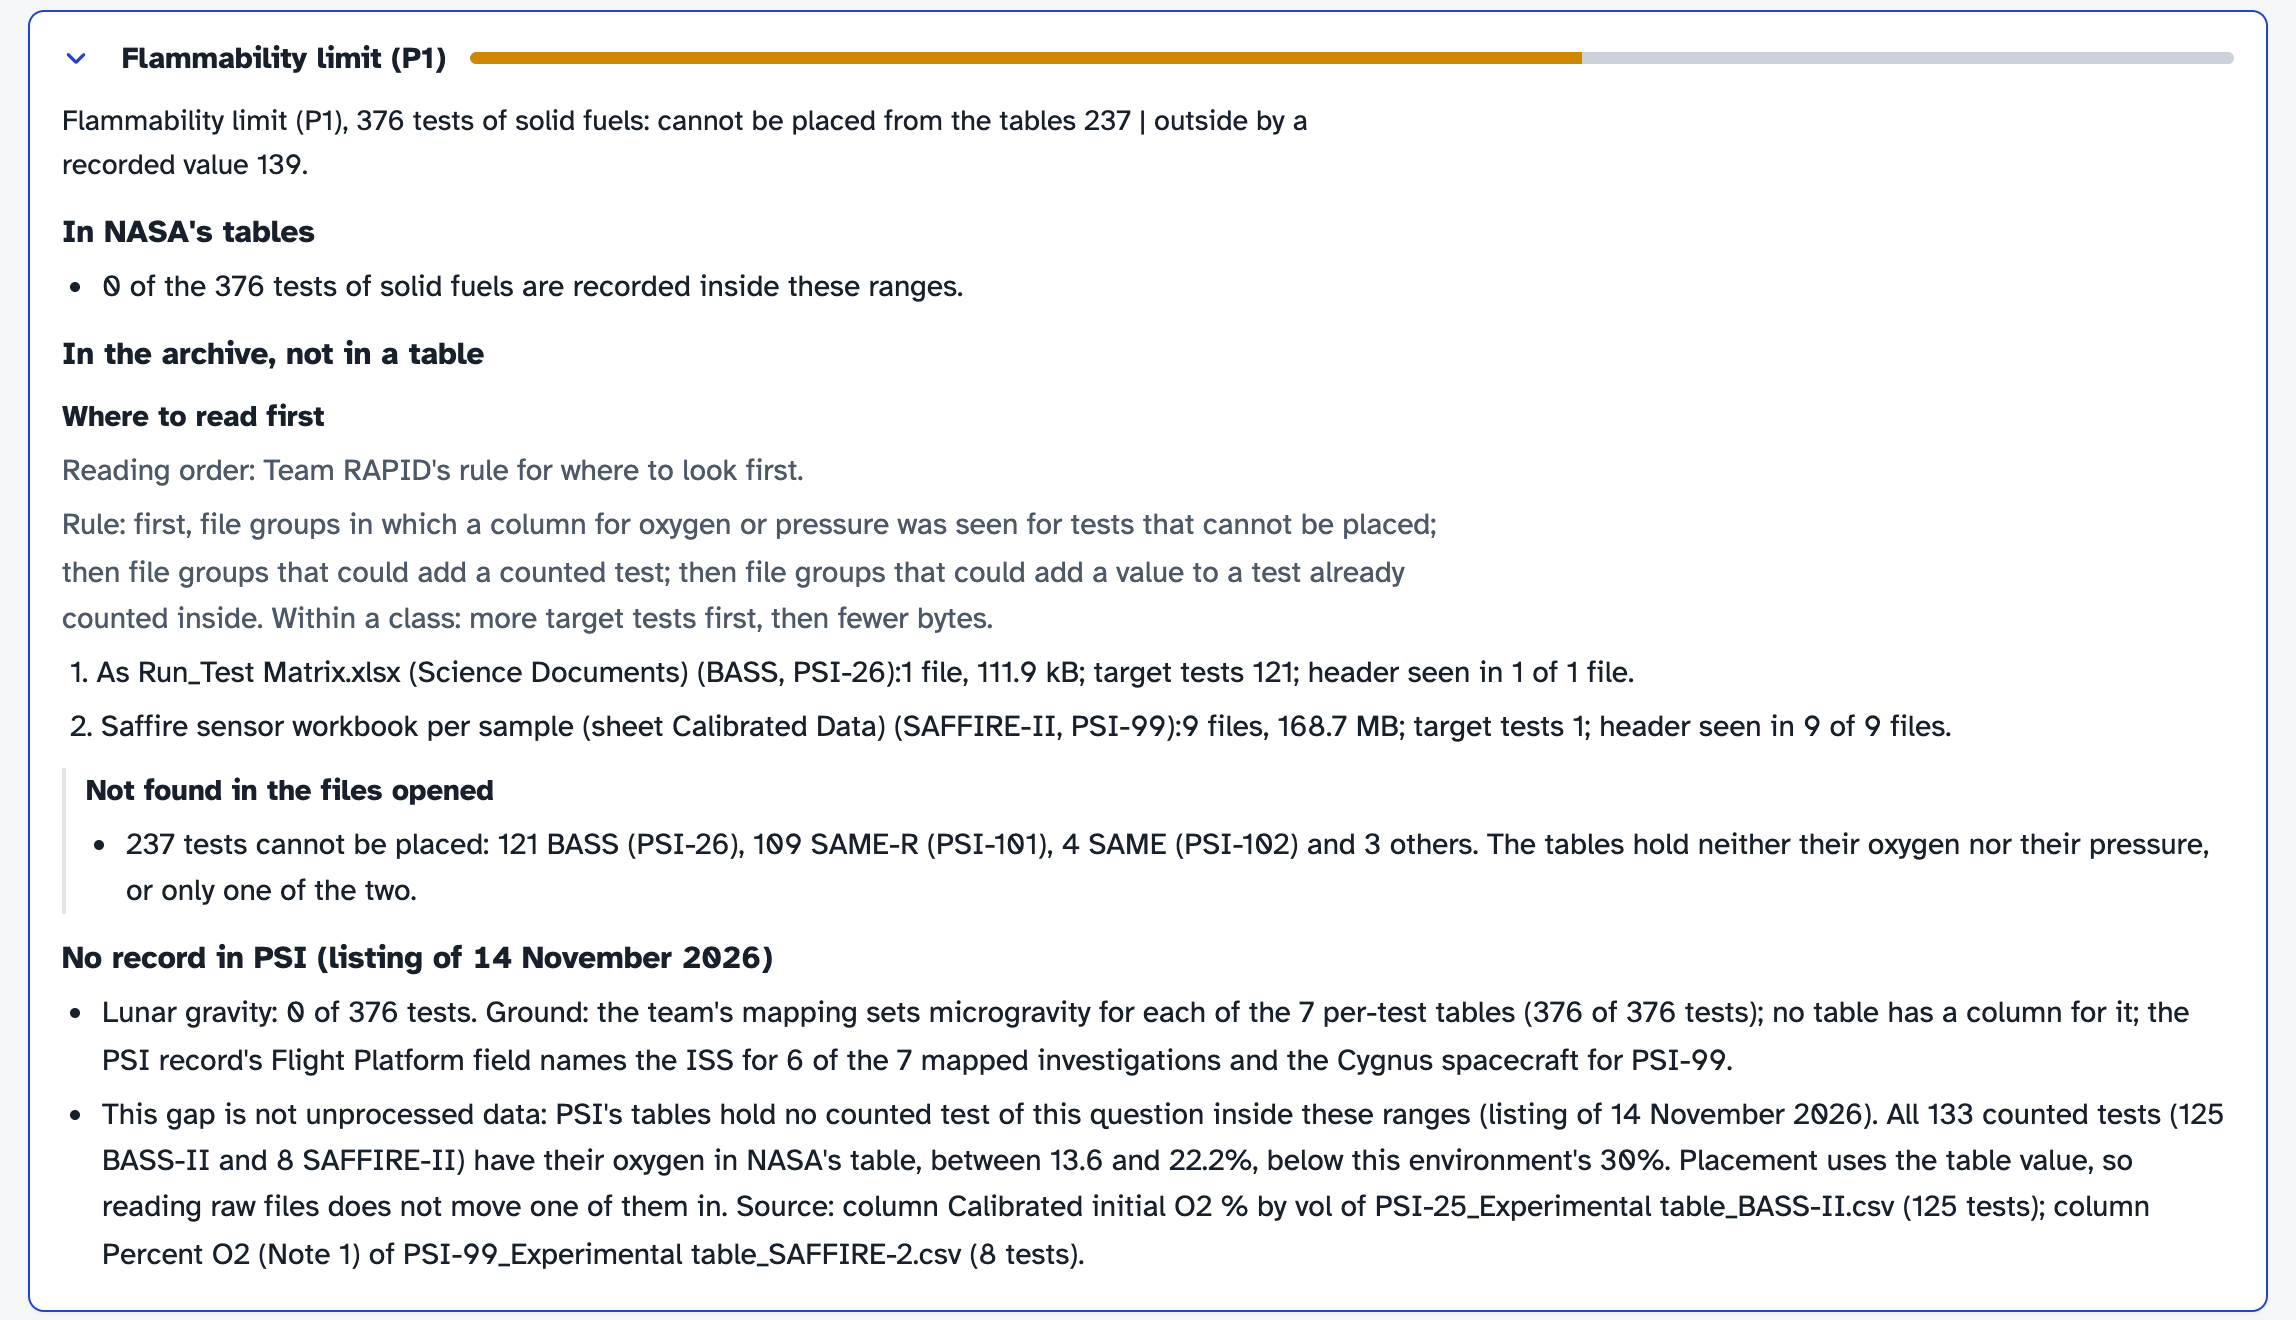 Flammability limit (P1)
Flammability limit (P1), 376 tests of solid fuels: cannot be placed from the tables 237 | outside by a
recorded value 139.
In NASA's tables
• 0 of the 376 tests of solid fuels are recorded inside these ranges.
In the archive, not in a table
Where to read first
Reading order: Team RAPID's rule for where to look first.
Rule: first, file groups in which a column for oxygen or pressure was seen for tests that cannot be placed;
then file groups that could add a counted test; then file groups that could add a value to a test already
counted inside. Within a class: more target tests first, then fewer bytes.
1. As Run_Test Matrix.xlsx (Science Documents) (BASS, PSI-26):1 file, 111.9 kB; target tests 121; header seen in 1 of 1 file.
2. Saffire sensor workbook per sample (sheet Calibrated Data) (SAFFIRE-II, PSI-99):9 files, 168.7 MB; target tests 1; header seen in 9 of 9 files.
Not found in the files opened
• 237 tests cannot be placed: 121 BASS (PSI-26), 109 SAME-R (PSI-101), 4 SAME (PSI-102) and 3 others. The tables hold neither their oxygen nor their pressure,
or only one of the two.
No record in PSI (listing of 14 November 2026)
• Lunar gravity: 0 of 376 tests. Ground: the team's mapping sets microgravity for each of the 7 per-test tables (376 of 376 tests); no table has a column for it; the
PSI record's Flight Platform field names the ISS for 6 of the 7 mapped investigations and the Cygnus spacecraft for PSI-99.
• This gap is not unprocessed data: PSI's tables hold no counted test of this question inside these ranges (listing of 14 November 2026). All 133 counted tests (125
BASS-II and 8 SAFFIRE-II) have their oxygen in NASA's table, between 13.6 and 22.2%, below this environment's 30%. Placement uses the table value, so
reading raw files does not move one of them in. Source: column Calibrated initial O2 % by vol of PSI-25_Experimental table_BASS-II.csv (125 tests); column
Percent O2 (Note 1) of PSI-99_Experimental table_SAFFIRE-2.csv (8 tests).